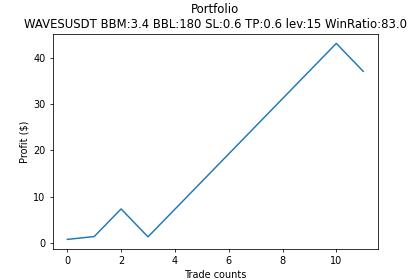 Portfolio
WAVESUSDT BBM:3.4 BBL:180 SL:0.6 TP:0.6 lev:15 WinRatio:83.0
Profit ($)
40
30
20
10
0
0 2 4 6 8 10
Trade counts